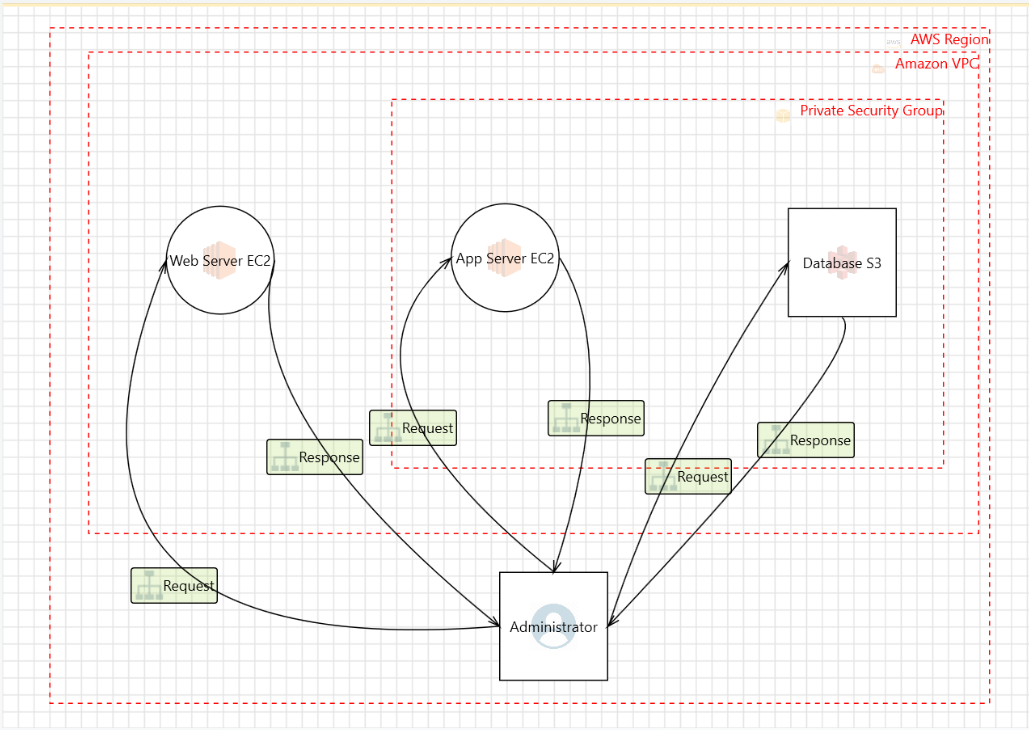 AWS Region
Amazon VPC
Private Security Group
Web Server EC2
App Server EC2
Database S3
Request
Response
Response
Response
Request
Request
Request
Administrator